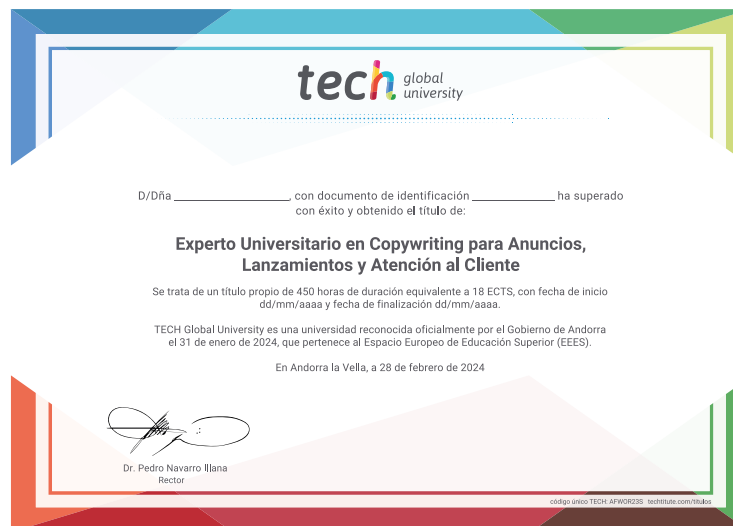 tech global university
D/Dña ________________, con documento de identificación ____________ ha superado
con éxito y obtenido el título de:
Experto Universitario en Copywriting para Anuncios,
Lanzamientos y Atención al Cliente
Se trata de un título propio de 450 horas de duración equivalente a 18 ECTS, con fecha de inicio
dd/mm/aaaa y fecha de finalización dd/mm/aaaa.
TECH Global University es una universidad reconocida oficialmente por el Gobierno de Andorra
el 31 de enero de 2024, que pertenece al Espacio Europeo de Educación Superior (EEES).
En Andorra la Vella, a 28 de febrero de 2024
Dr. Pedro Navarro Illana
Rector
código único TECH: AFWOR23S techtitute.com/titulos